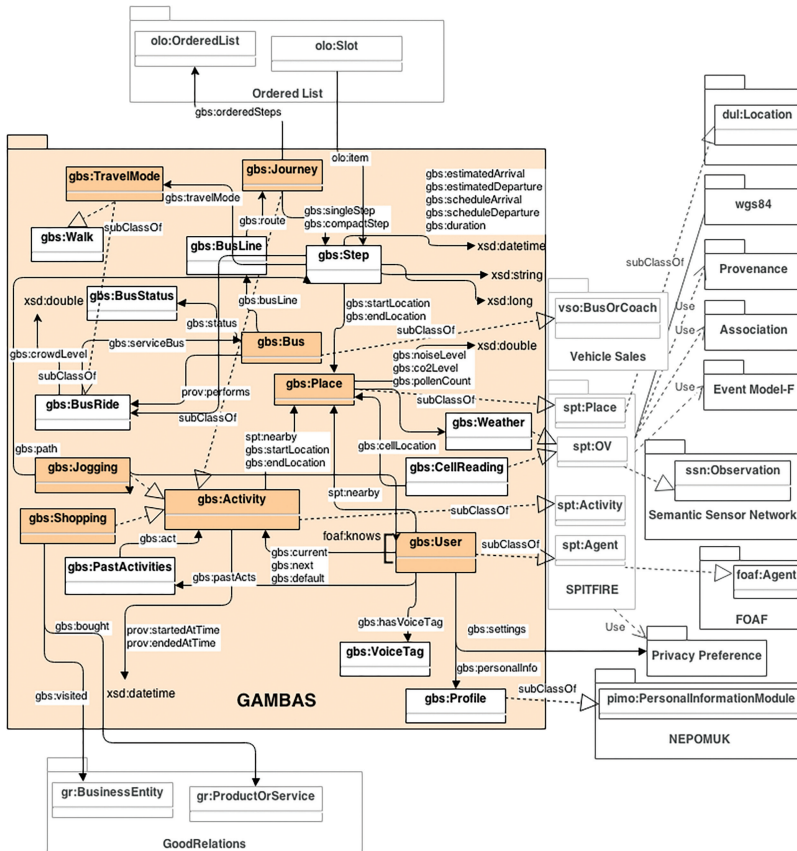 olo:OrderedList
olo:Slot
Ordered List
gbs:orderedSteps
dul:Location
olo:item
gbs:Journey
gbs:estimatedArrival
gbs:estimatedDeparture
gbs:scheduleArrival
gbs:scheduleDeparture
gbs:duration
gbs:TravelMode
gbs:travelMode
gbs:singleStep
gbs:compactStep
gbs:route
wgs84
subClassOf
gbs:Walk
gbs:BusLine
gbs:Step
xsd:datetime
xsd:string
xsd:long
subClassOf
Provenance
Use
xsd:double
gbs:BusStatus
gbs:busLine
gbs:startLocation
gbs:endLocation
vso:BusOrCoach
Vehicle Sales
gbs:status
subClassOf
Use
Association
gbs:crowdLevel
gbs:serviceBus
gbs:Bus
gbs:noiseLevel
gbs:co2Level
gbs:pollenCount
xsd:double
subClassOf
gbs:Place
subClassOf
Use
Event Model-F
gbs:BusRide
prov:performs
subClassOf
spt:Place
gbs:Weather
gbs:cellLocation
spt:OV
spt:nearby
gbs:startLocation
gbs:endLocation
gbs:path
gbs:Jogging
gbs:CellReading
ssn:Observation
Semantic Sensor Network
gbs:Activity
spt:nearby
subClassOf
spt:Activity
gbs:Shopping
gbs:act
foaf:knows
gbs:User
subClassOf
spt:Agent
gbs:PastActivities
gbs:pastActs
gbs:current
gbs:next
gbs:default
SPITFIRE
foaf:Agent
FOAF
gbs:bought
prov:startedAtTime
prov:endedAtTime
gbs:hasVoiceTag
gbs:settings
Use
gbs:VoiceTag
Privacy Preference
gbs:visited
xsd:datetime
GAMBAS
gbs:personalInfo
gbs:Profile
subClassOf
pimo:PersonalInformationModule
NEPOMUK
gr:BusinessEntity
gr:ProductOrService
GoodRelations